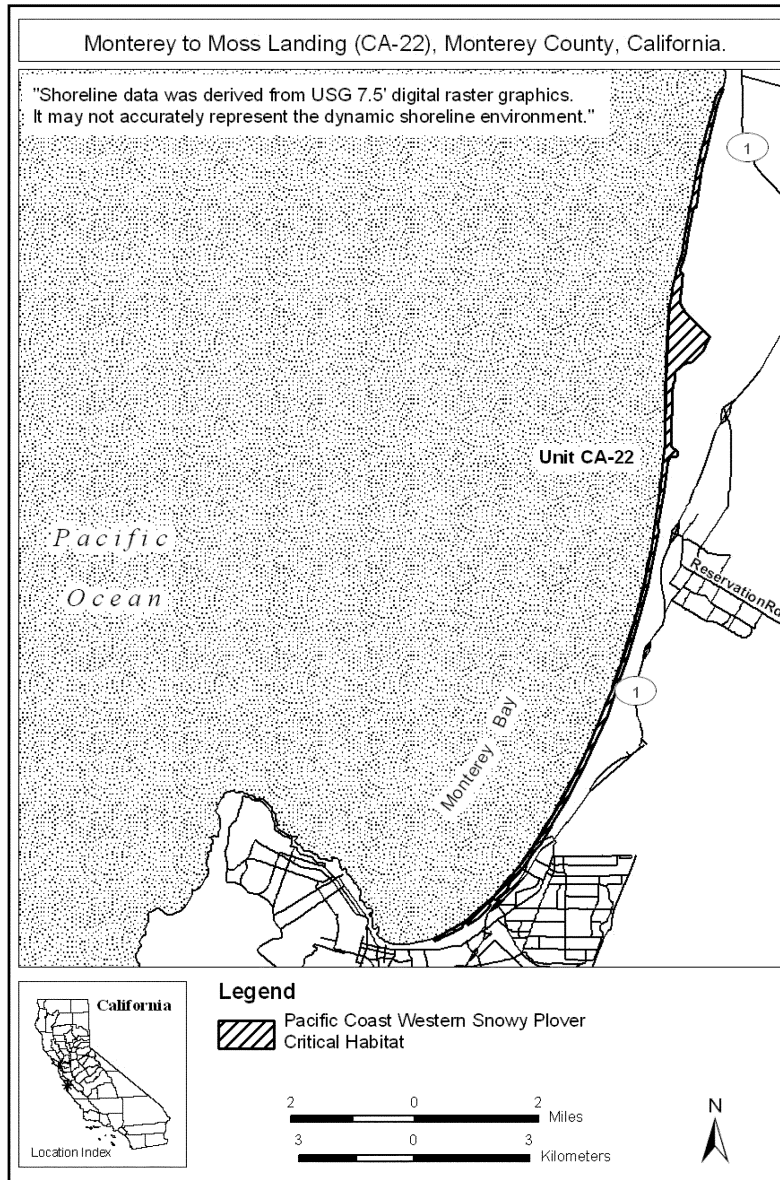 Monterey to Moss Landing (CA-22), Monterey County, California.
"Shoreline data was derived from USG 7.5' digital raster graphics.
It may not accurately represent the dynamic shoreline environment."
1
Unit CA-22
Pacific
Ocean
ReservationRd
1
Monterey Bay
California
Location Index
Legend
Pacific Coast Western Snowy Plover
Critical Habitat
2 0 2
Miles
3 0 3
Kilometers
N